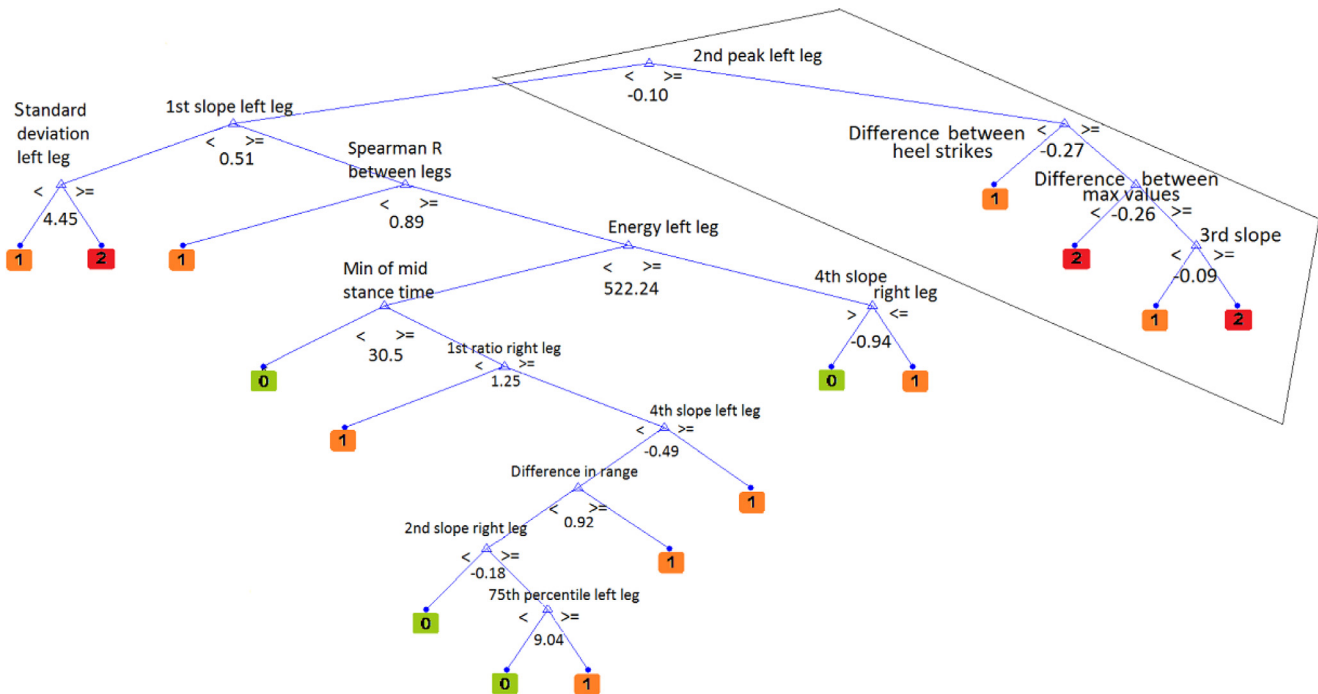 2nd peak left leg
< >=
-0.10
1st slope left leg
< >=
0.51
Standard
deviation
left leg
< >=
4.45
1
2
Spearman R
between legs
< >=
0.89
1
Difference between
heel strikes
< >=
-0.27
1
Difference between
max values
< >=
-0.26
2
3rd slope
< >=
-0.09
1
2
Energy left leg
< >=
522.24
Min of mid
stance time
< >=
30.5
0
4th slope
right leg
> <=
-0.94
0
1
1st ratio right leg
< >=
1.25
1
4th slope left leg
< >=
-0.49
1
Difference in range
< >=
0.92
1
2nd slope right leg
< >=
-0.18
0
75th percentile left leg
< >=
9.04
0
1